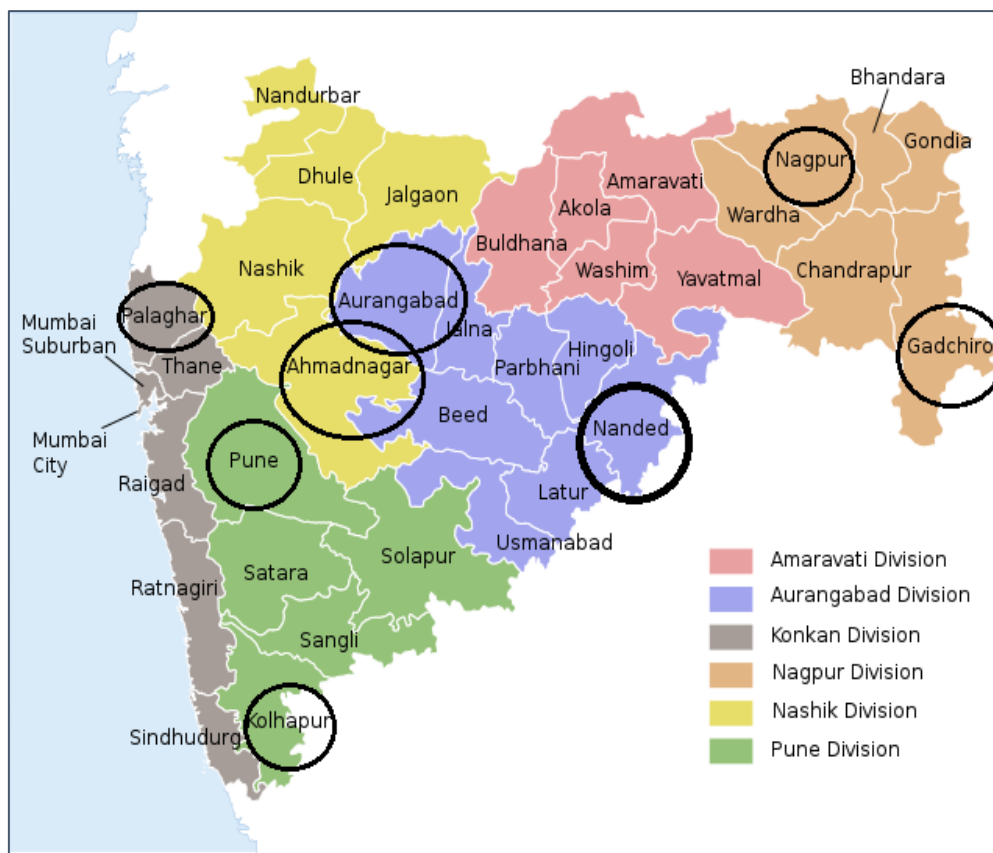 Nandurbar
Bhandara
Gondia
Nagpur
Dhule
Jalgaon
Amaravati
Akola
Wardha
Buldhana
Nashik
Washim
Yavatmal
Chandrapur
Aurangabad
Palaghar
Mumbai
Suburban
Jalna
Hingoli
Gadchiro
Thane
Ahmadnagar
Parbhani
Beed
Nanded
Mumbai
City
Pune
Raigad
Latur
Usmanabad
Solapur
Satara
Ratnagiri
Sangli
Kolhapur
Sindhudurg
Amaravati Division
Aurangabad Division
Konkan Division
Nagpur Division
Nashik Division
Pune Division